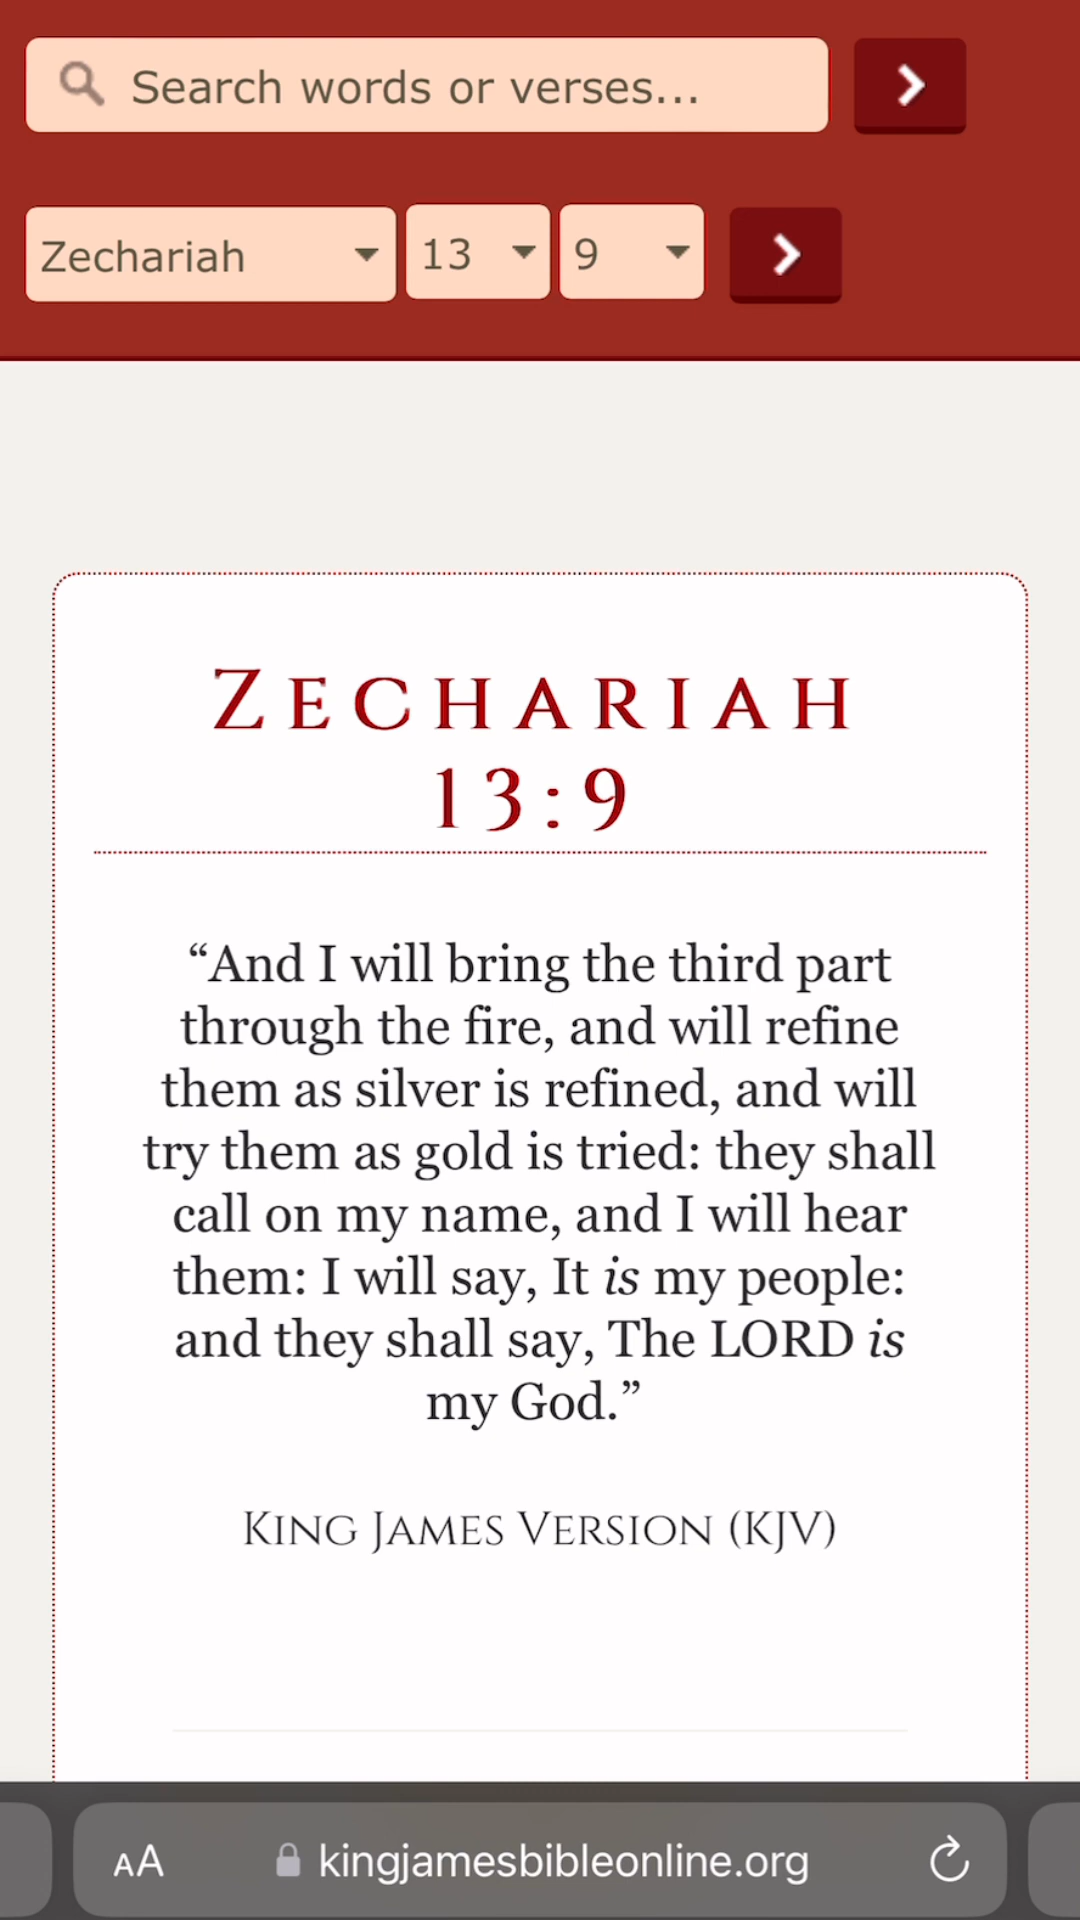 Search words or verses...
Zechariah 13 9
ZECHARIAH
13:9
“And I will bring the third part
through the fire, and will refine
them as silver is refined, and will
try them as gold is tried: they shall
call on my name, and I will hear
them: I will say, It is my people:
and they shall say, The LORD is
my God.”
KING JAMES VERSION (KJV)
AA kingjamesbibleonline.org